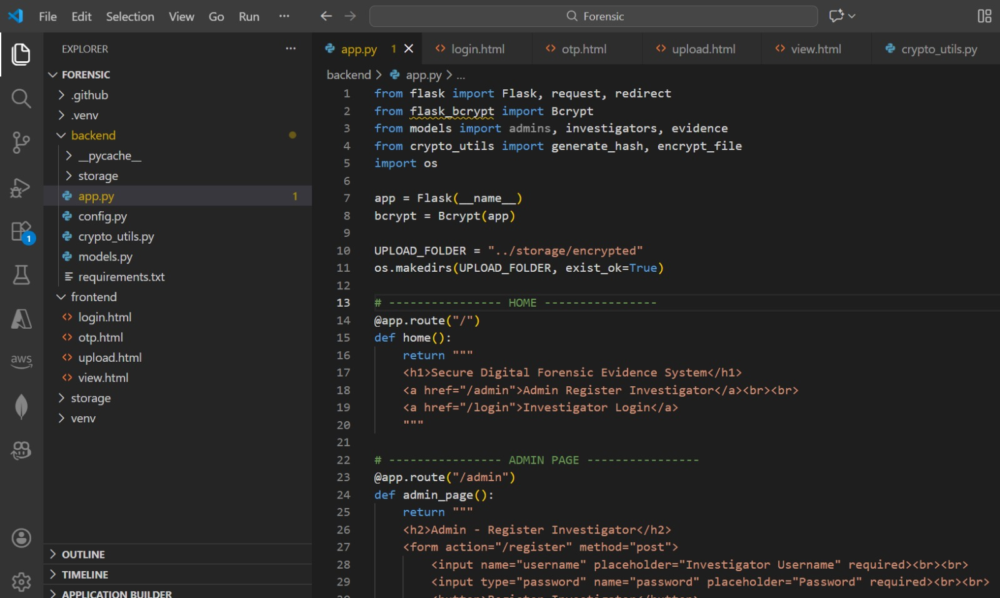 File Edit Selection View Go Run ··· Forensic
EXPLORER ···
FORENSIC
.github
.venv
backend
__pycache__
storage
app.py 1
config.py
crypto_utils.py
models.py
requirements.txt
frontend
login.html
otp.html
upload.html
view.html
storage
venv
OUTLINE
TIMELINE
APPLICATION BUILDER
1
aws
app.py 1 login.html otp.html upload.html view.html crypto_utils.py
backend > app.py > ...
1 from flask import Flask, request, redirect
2 from flask_bcrypt import Bcrypt
3 from models import admins, investigators, evidence
4 from crypto_utils import generate_hash, encrypt_file
5 import os
6
7 app = Flask(__name__)
8 bcrypt = Bcrypt(app)
9
10 UPLOAD_FOLDER = "../storage/encrypted"
11 os.makedirs(UPLOAD_FOLDER, exist_ok=True)
12
13 # ---------------- HOME ----------------
14 @app.route("/")
15 def home():
16     return """
17     <h1>Secure Digital Forensic Evidence System</h1>
18     <a href="/admin">Admin Register Investigator</a><br><br>
19     <a href="/login">Investigator Login</a>
20     """
21
22 # ---------------- ADMIN PAGE ----------------
23 @app.route("/admin")
24 def admin_page():
25     return """
26     <h2>Admin - Register Investigator</h2>
27     <form action="/register" method="post">
28         <input name="username" placeholder="Investigator Username" required><br><br>
29         <input type="password" name="password" placeholder="Password" required><br><br>